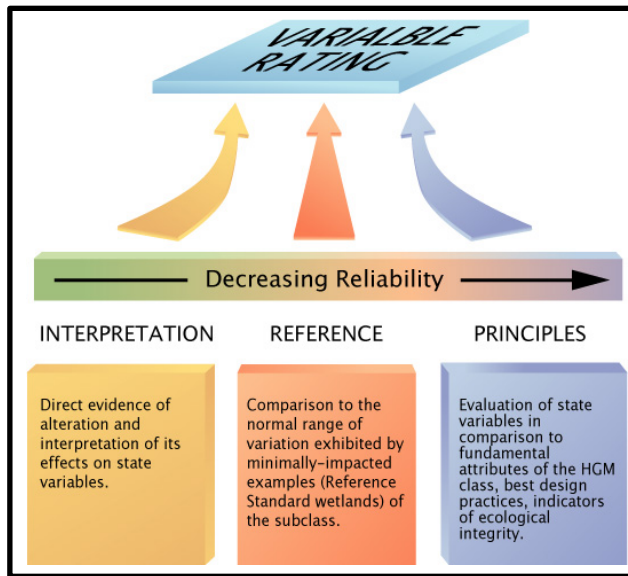 VARIALBLE
RATING
Decreasing Reliability
INTERPRETATION
REFERENCE
PRINCIPLES
Direct evidence of
alteration and
interpretation of its
effects on state
variables.
Comparison to the
normal range of
variation exhibited by
minimally-impacted
examples (Reference
Standard wetlands) of
the subclass.
Evaluation of state
variables in
comparison to
fundamental
attributes of the HGM
class, best design
practices, indicators
of ecological
integrity.